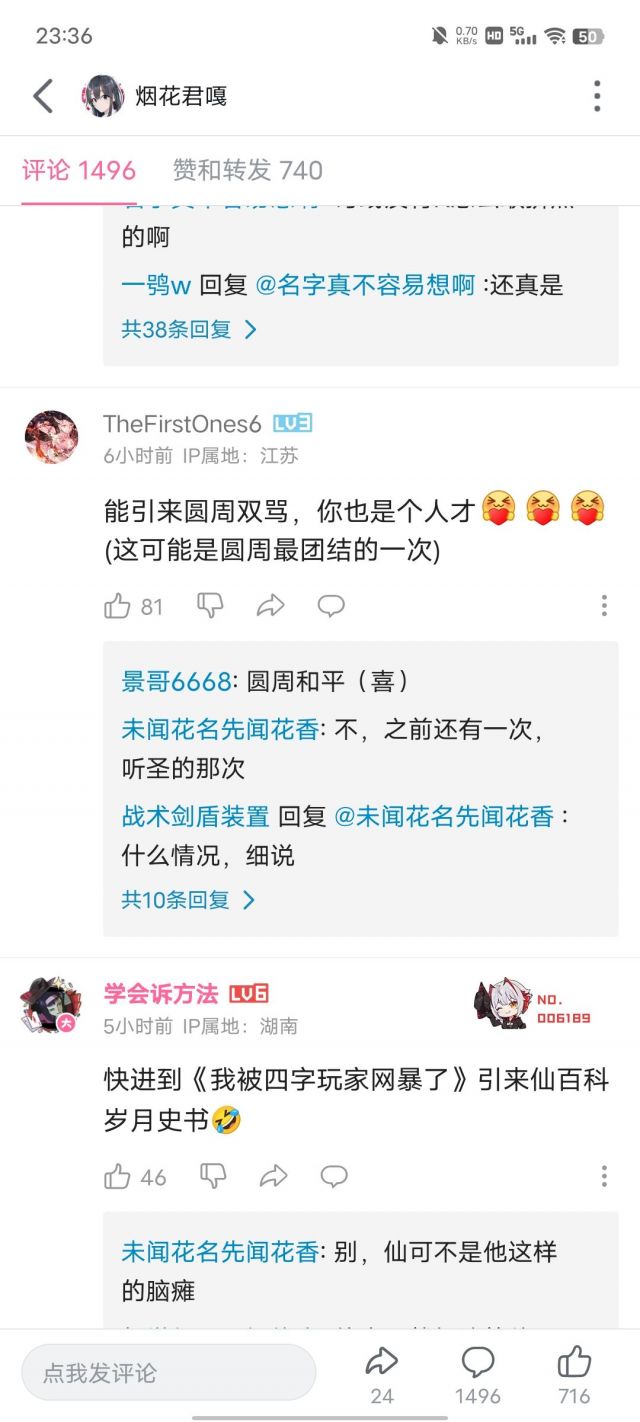 23:36
0.70 KB/s HD 5G 50
烟花君嘎
评论 1496 赞和转发 740
的啊
一鸮w 回复 @名字真不容易想啊 :还真是
共38条回复
TheFirstOnes6 LV3
6小时前 IP属地：江苏
能引来圆周双骂，你也是个人才
(这可能是圆周最团结的一次)
81
景哥6668: 圆周和平（喜）
未闻花名先闻花香: 不，之前还有一次，
听圣的那次
战术剑盾装置 回复 @未闻花名先闻花香 :
什么情况，细说
共10条回复
学会诉方法 LV6
大
NO.
006189
5小时前 IP属地：湖南
快进到《我被四字玩家网暴了》引来仙百科
岁月史书
46
未闻花名先闻花香: 别，仙可不是他这样
的脑瘫
点我发评论
24 1496 716